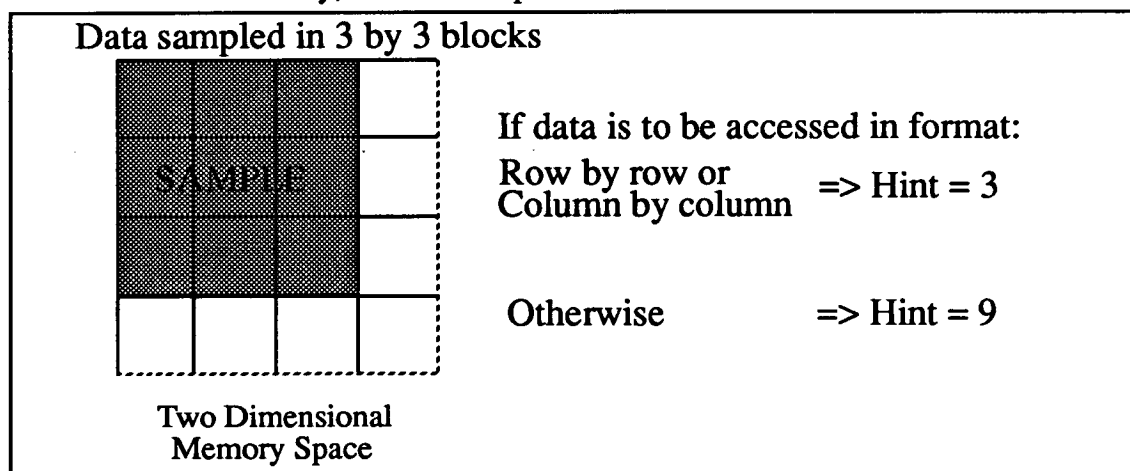 Data sampled in 3 by 3 blocks
SAMPLE
If data is to be accessed in format:
Row by row or
Column by column => Hint = 3
Otherwise => Hint = 9
Two Dimensional
Memory Space